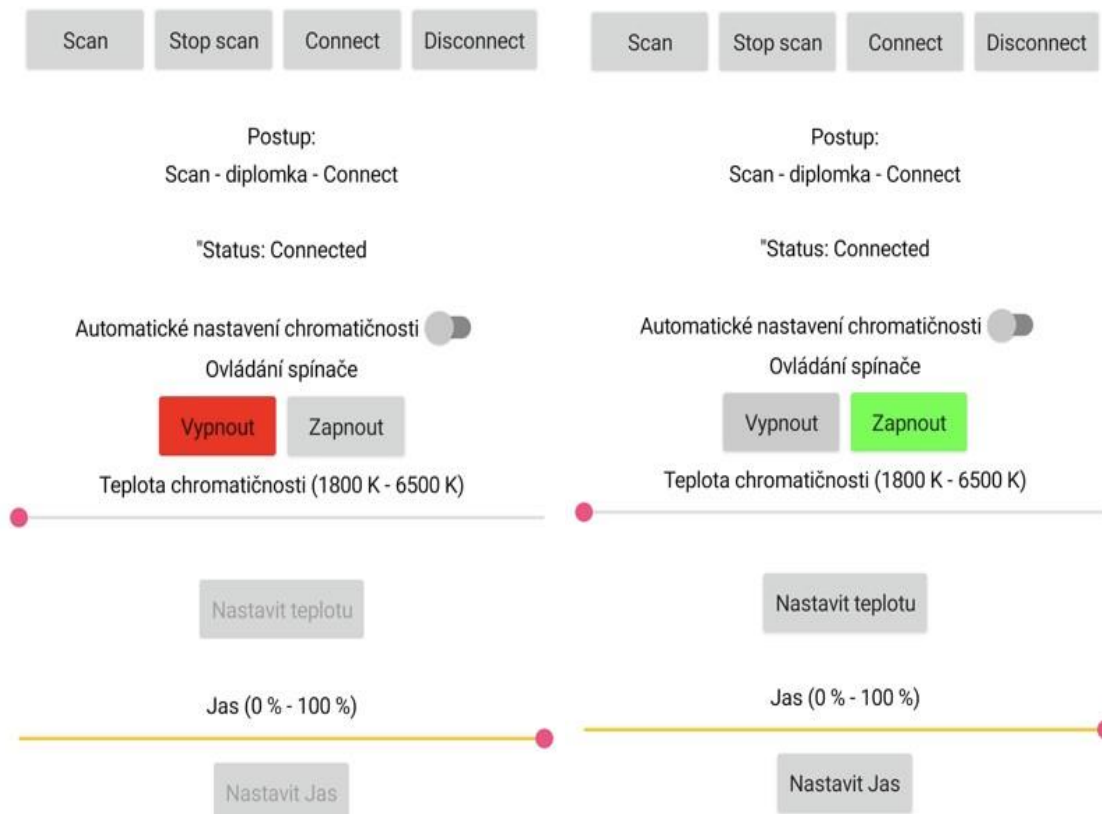 Scan Stop scan Connect Disconnect
Postup:
Scan - diplomka - Connect
"Status: Connected
Automatické nastavení chromatičnosti
Ovládání spínače
Vypnout Zapnout
Teplota chromatičnosti (1800 K - 6500 K)
Nastavit teplotu
Jas (0 % - 100 %)
Nastavit Jas
Scan Stop scan Connect Disconnect
Postup:
Scan - diplomka - Connect
"Status: Connected
Automatické nastavení chromatičnosti
Ovládání spínače
Vypnout Zapnout
Teplota chromatičnosti (1800 K - 6500 K)
Nastavit teplotu
Jas (0 % - 100 %)
Nastavit Jas